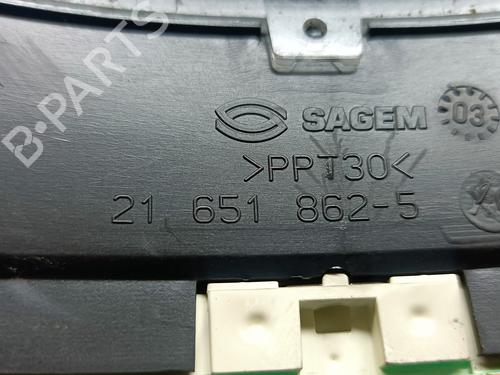 B-PARTS
SAGEM
03
>PPT30<
21 651 862-5